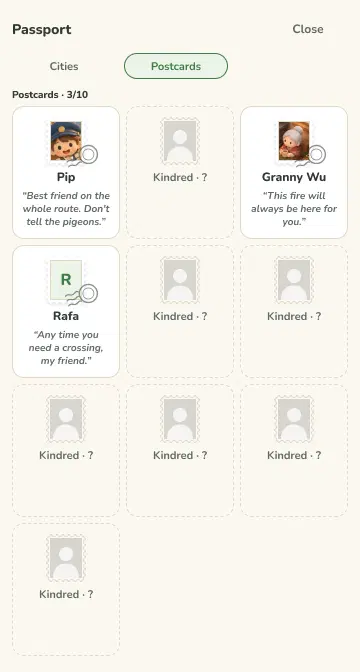 Passport
Close
Cities
Postcards
Postcards · 3/10
Pip
“Best friend on the
whole route. Don't
tell the pigeons.”
Kindred · ?
Granny Wu
“This fire will
always be here for
you.”
R
Rafa
“Any time you
need a crossing,
my friend.”
Kindred · ?
Kindred · ?
Kindred · ?
Kindred · ?
Kindred · ?
Kindred · ?